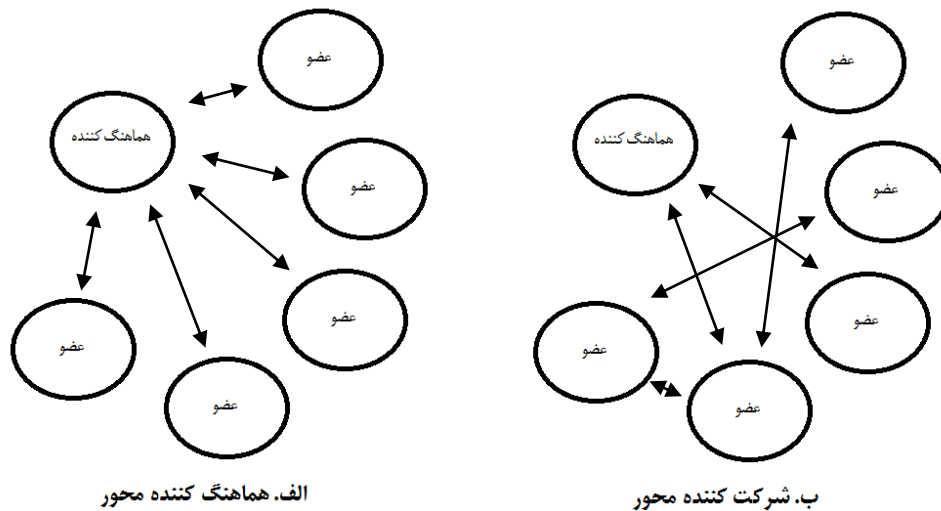 عضو
هماهنگ کننده
عضو
عضو
عضو
عضو
الف. هماهنگ کننده محور
عضو
هماهنگ کننده
عضو
عضو
عضو
عضو
ب. شرکت کننده محور